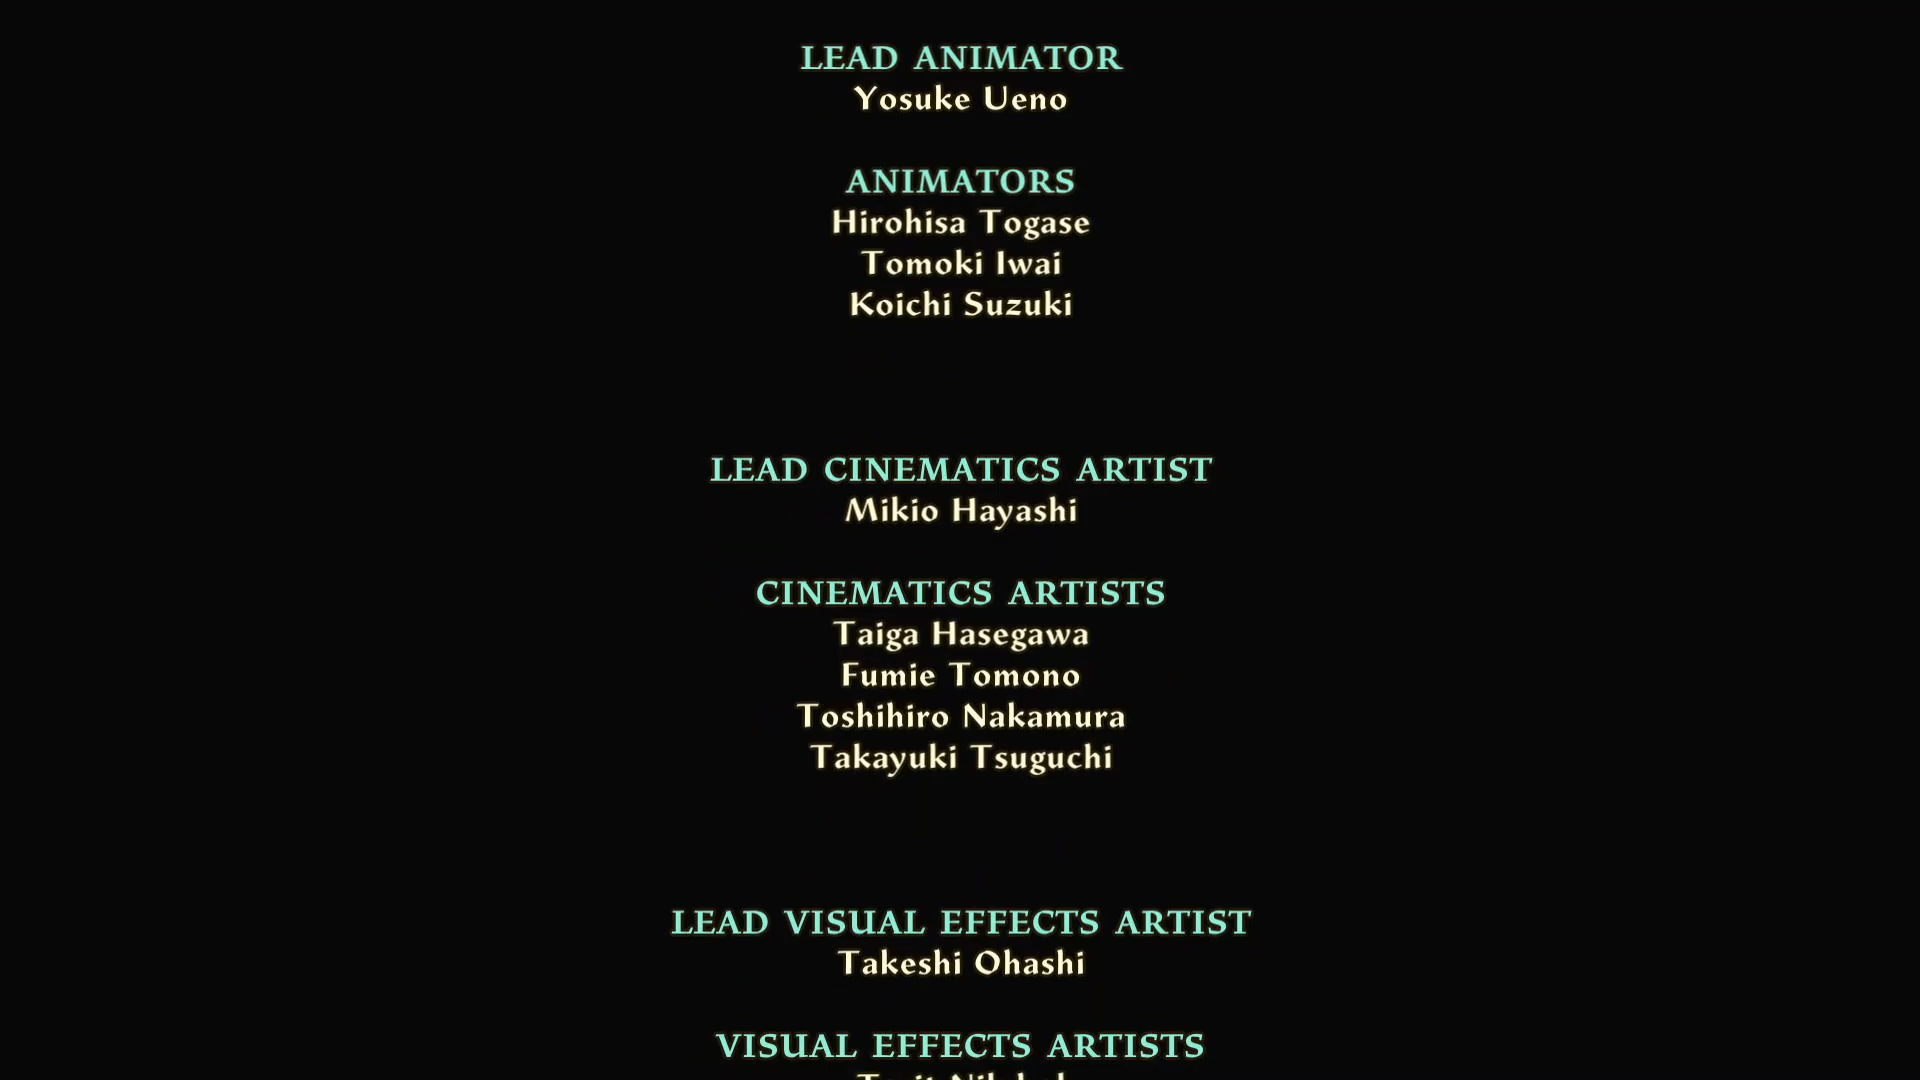 LEAD ANIMATOR
Yosuke Ueno
ANIMATORS
Hirohisa Togase
Tomoki Iwai
Koichi Suzuki
LEAD CINEMATICS ARTIST
Mikio Hayashi
CINEMATICS ARTISTS
Taiga Hasegawa
Fumie Tomono
Toshihiro Nakamura
Takayuki Tsuguchi
LEAD VISUAL EFFECTS ARTIST
Takeshi Ohashi
VISUAL EFFECTS ARTISTS